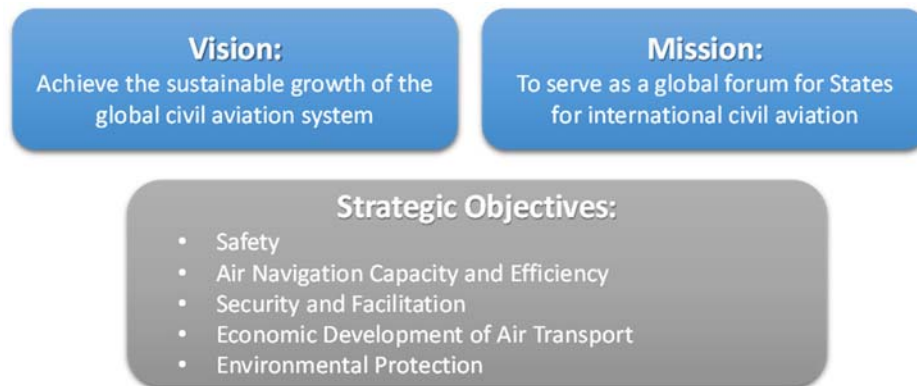 Vision:
Achieve the sustainable growth of the
global civil aviation system
Mission:
To serve as a global forum for States
for international civil aviation
Strategic Objectives:
• Safety
• Air Navigation Capacity and Efficiency
• Security and Facilitation
• Economic Development of Air Transport
• Environmental Protection